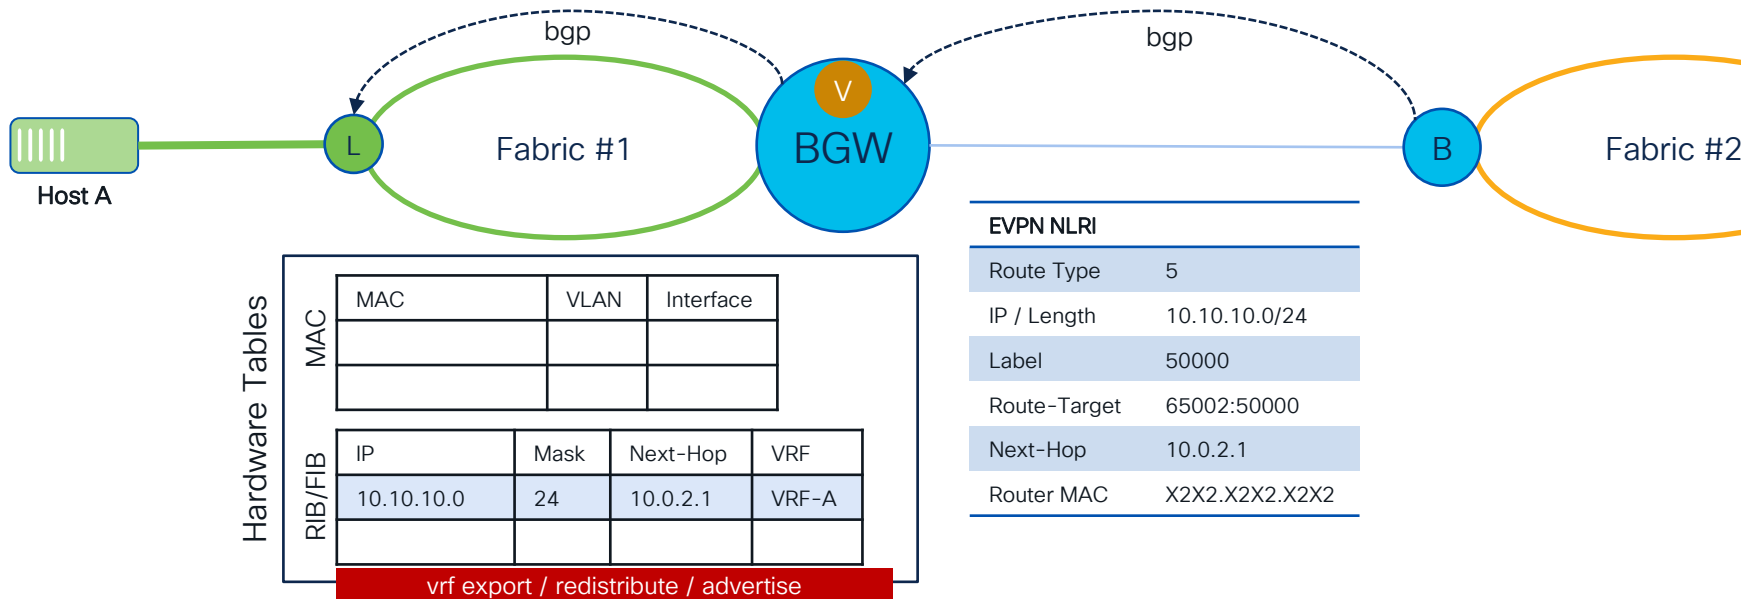 bgp
bgp
V
L
Fabric #1
BGW
B
Fabric #2
Host A
EVPN NLRI
Route Type 5
IP / Length 10.10.10.0/24
Label 50000
Route-Target 65002:50000
Next-Hop 10.0.2.1
Router MAC X2X2.X2X2.X2X2
Hardware Tables
MAC
MAC VLAN Interface
RIB/FIB
IP Mask Next-Hop VRF
10.10.10.0 24 10.0.2.1 VRF-A
vrf export / redistribute / advertise